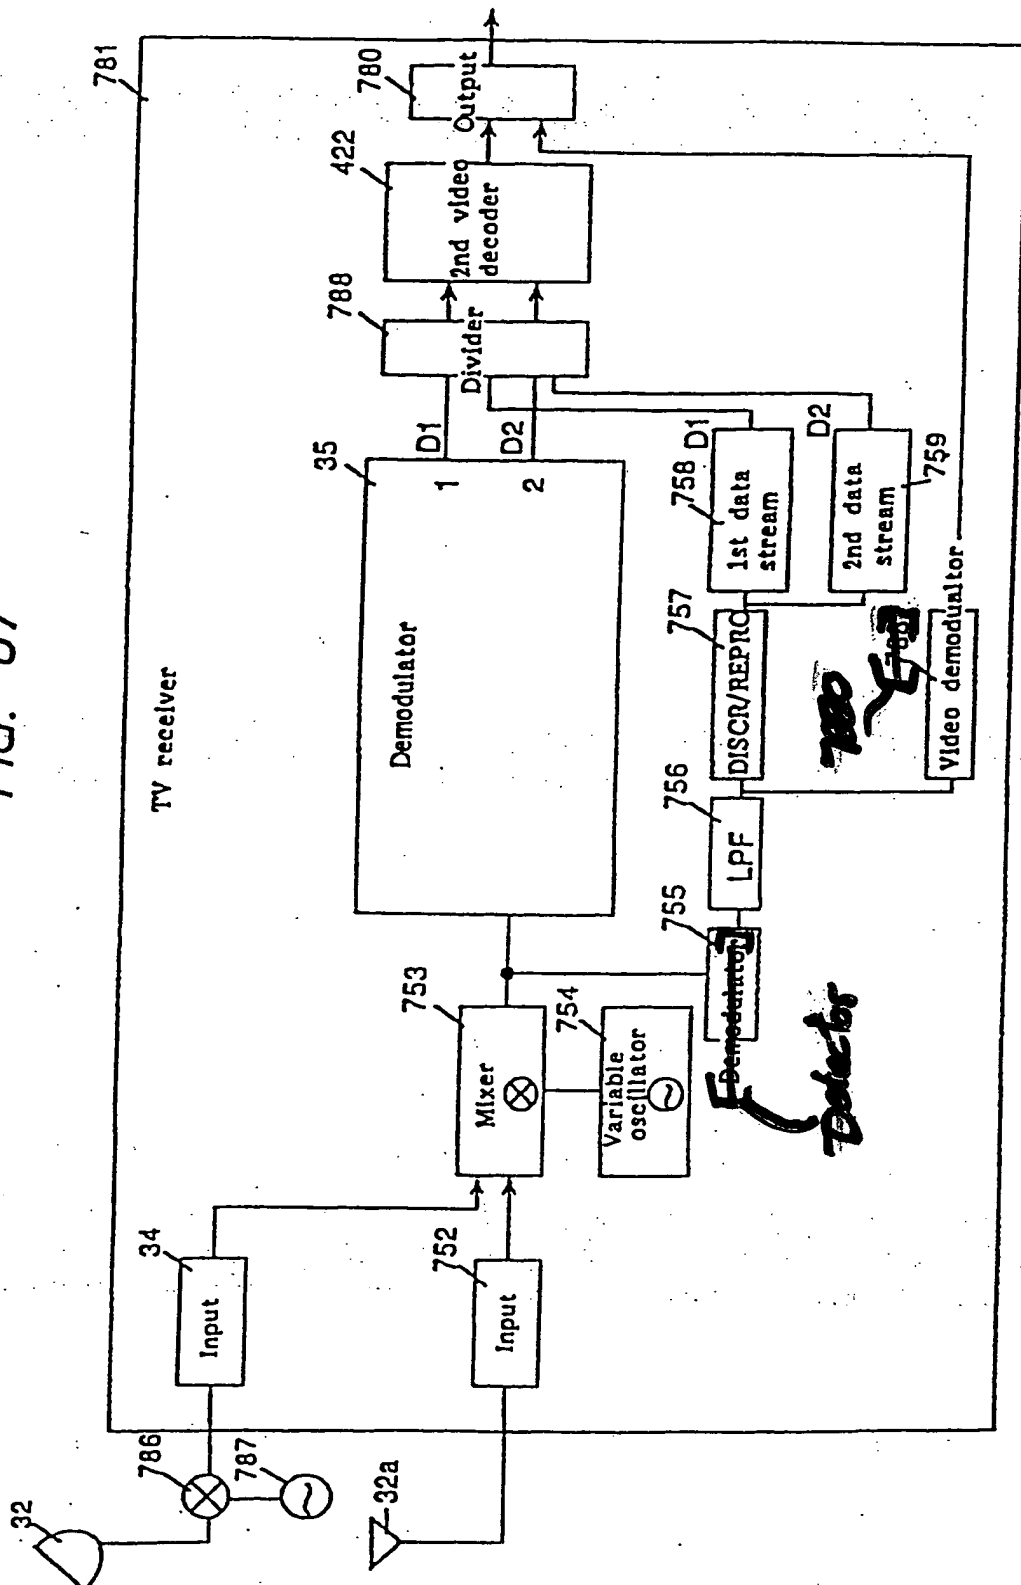 TV receiver
781
32
786
787
32a
34
Input
752
Input
753
Mixer
754
Variable
oscillator
35
Demodulator
1
2
D1
D2
788
Divider
422
2nd video
decoder
780
Output
755
Demodulator
Detector
756
LPF
757
DISCR/REPRO
758
1st data
stream
D1
759
2nd data
stream
D2
Video demodualtor